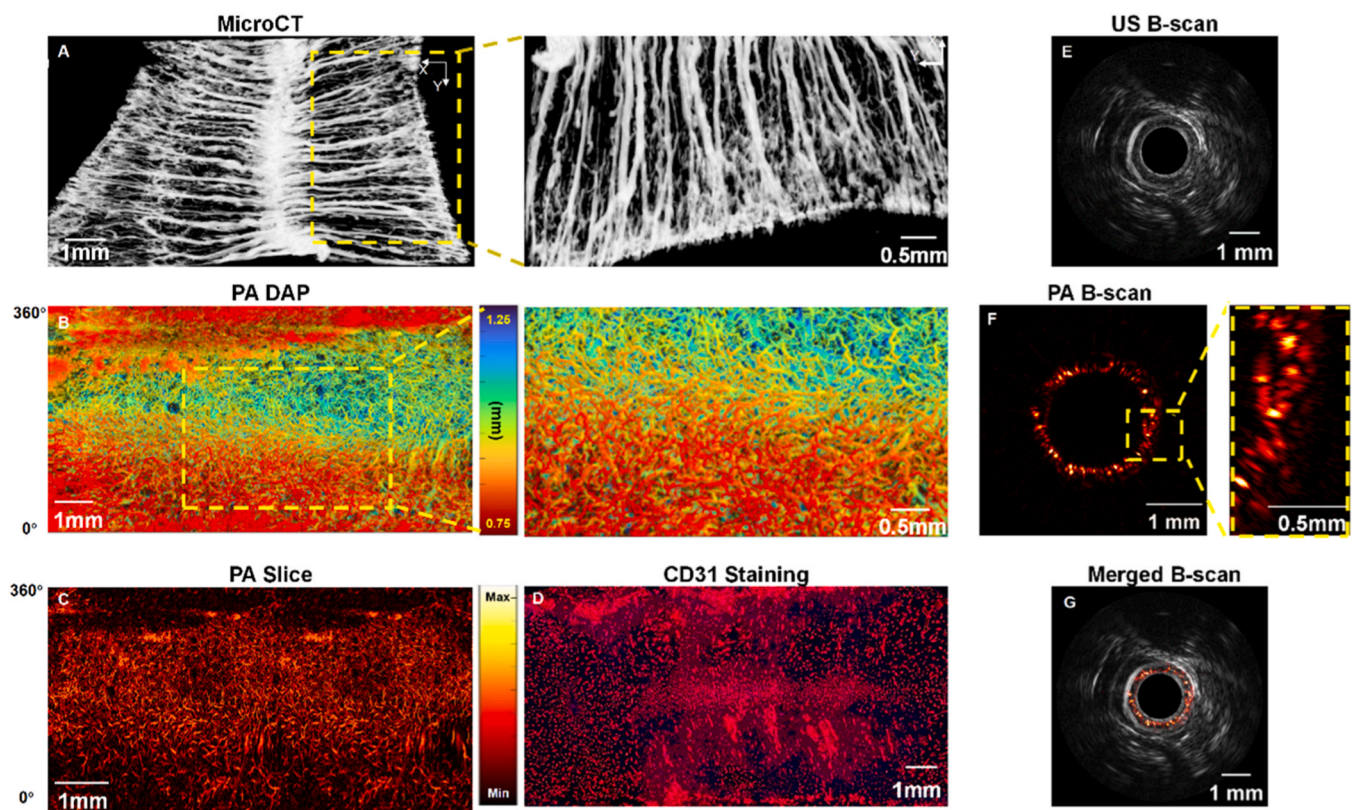 MicroCT
US B-scan
A
X
Y
1mm
Y
0.5mm
E
1 mm
PA DAP
PA B-scan
360°
B
1.25
(mm)
0.75
1mm
0.5mm
0°
F
1 mm
0.5mm
PA Slice
CD31 Staining
Merged B-scan
360°
C
Max
Min
1mm
0°
D
1mm
G
1 mm